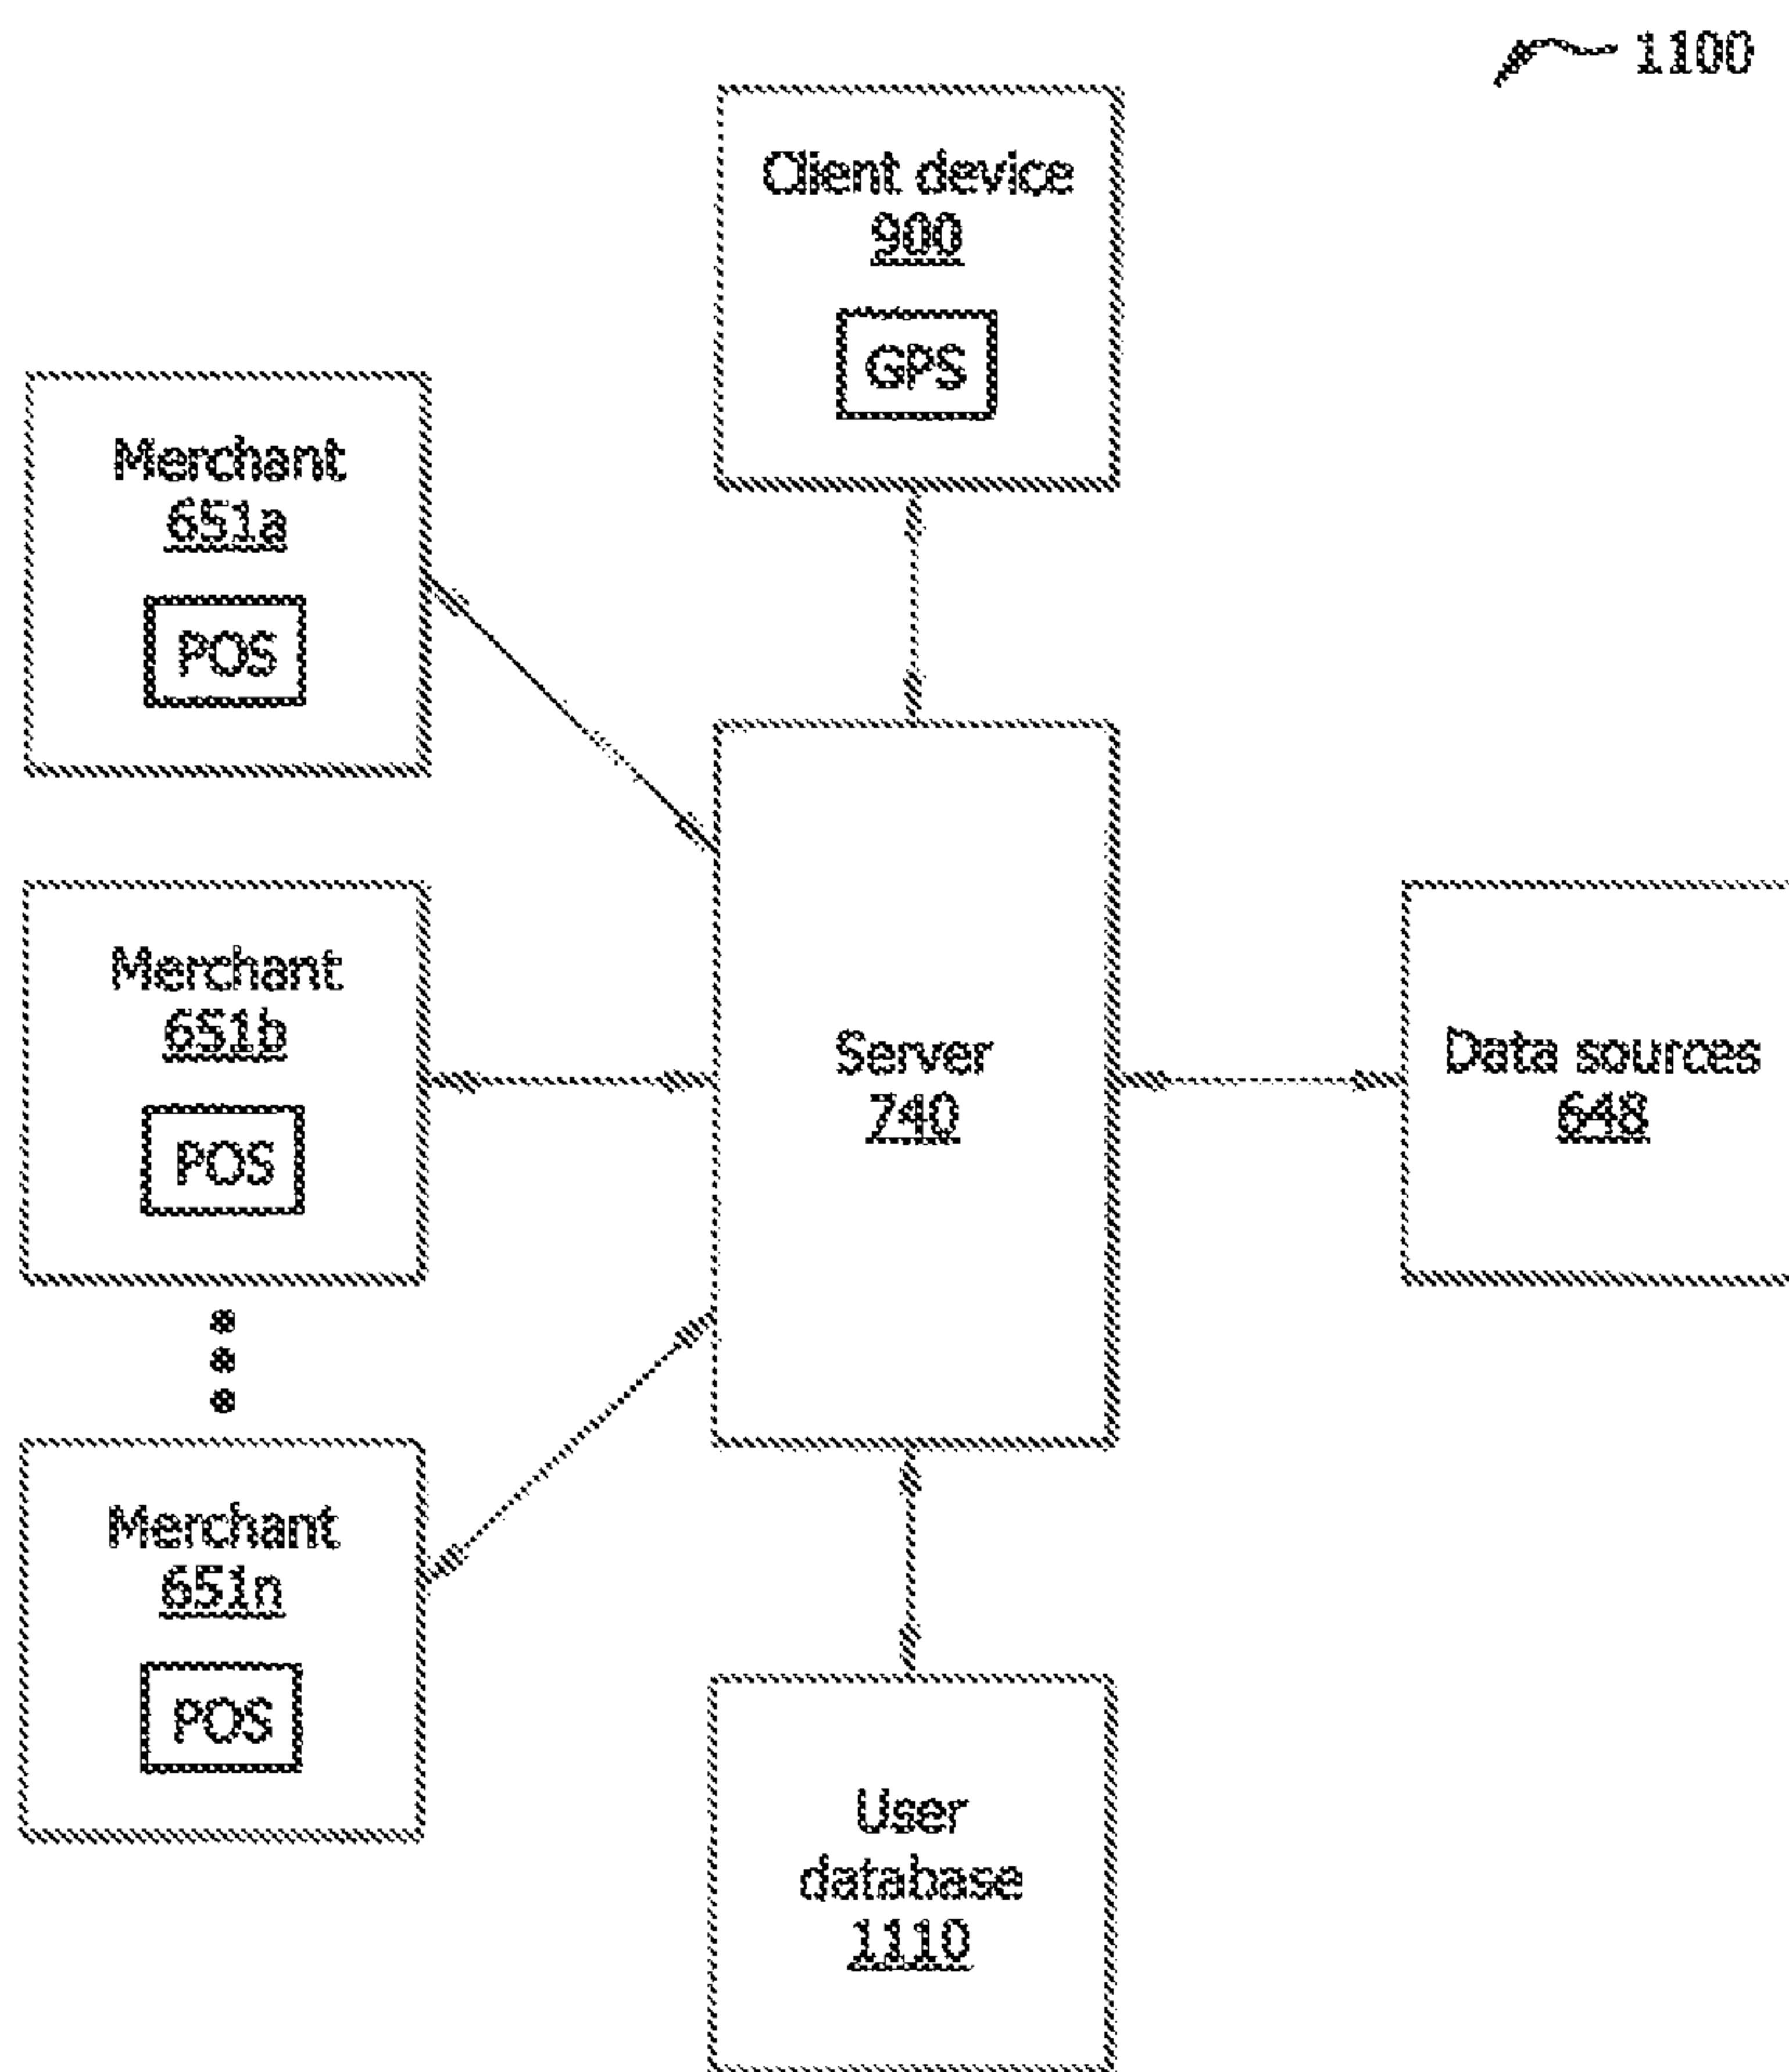 1100
Client device
900
GPS
Merchant
651a
POS
Merchant
651b
POS
Server
740
Data sources
648
Merchant
651n
POS
User
database
1110